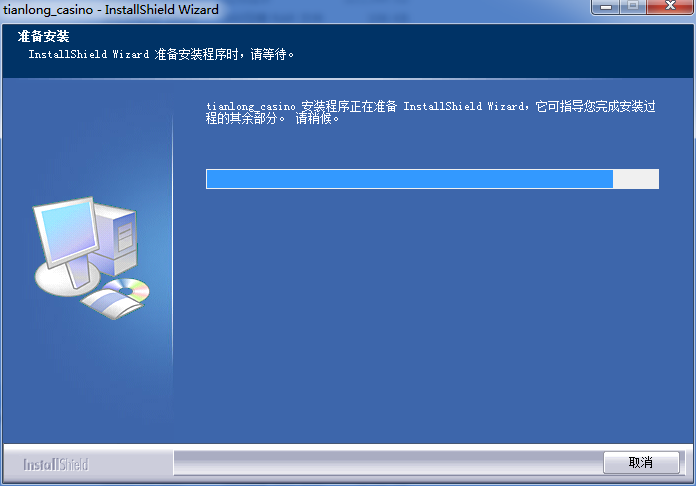 tianlong_casino - InstallShield Wizard
准备安装
InstallShield Wizard 准备安装程序时，请等待。
tianlong_casino 安装程序正在准备 InstallShield Wizard，它可指导您完成安装过
程的其余部分。 请稍候。
InstallShield
取消